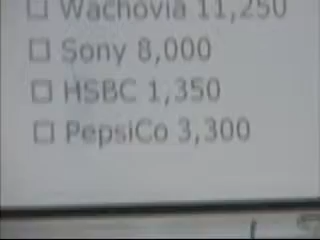 ☐ Wachovia 11,250
☐ Sony 8,000
☐ HSBC 1,350
☐ PepsiCo 3,300